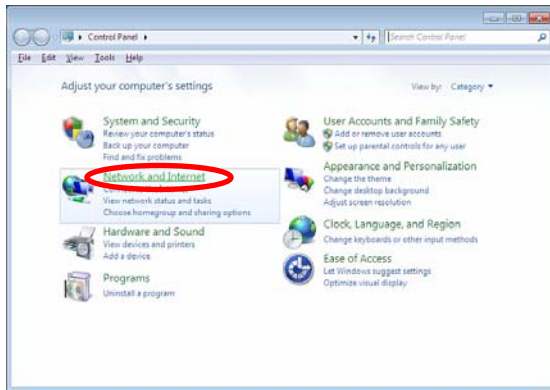 Control Panel
Search Control Panel
File Edit View Tools Help
Adjust your computer's settings
View by: Category
System and Security
Review your computer's status
Back up your computer
Find and fix problems
Network and Internet
View network status and tasks
Choose homegroup and sharing options
Hardware and Sound
View devices and printers
Add a device
Programs
Uninstall a program
User Accounts and Family Safety
Add or remove user accounts
Set up parental controls for any user
Appearance and Personalization
Change the theme
Change desktop background
Adjust screen resolution
Clock, Language, and Region
Change keyboards or other input methods
Ease of Access
Let Windows suggest settings
Optimize visual display